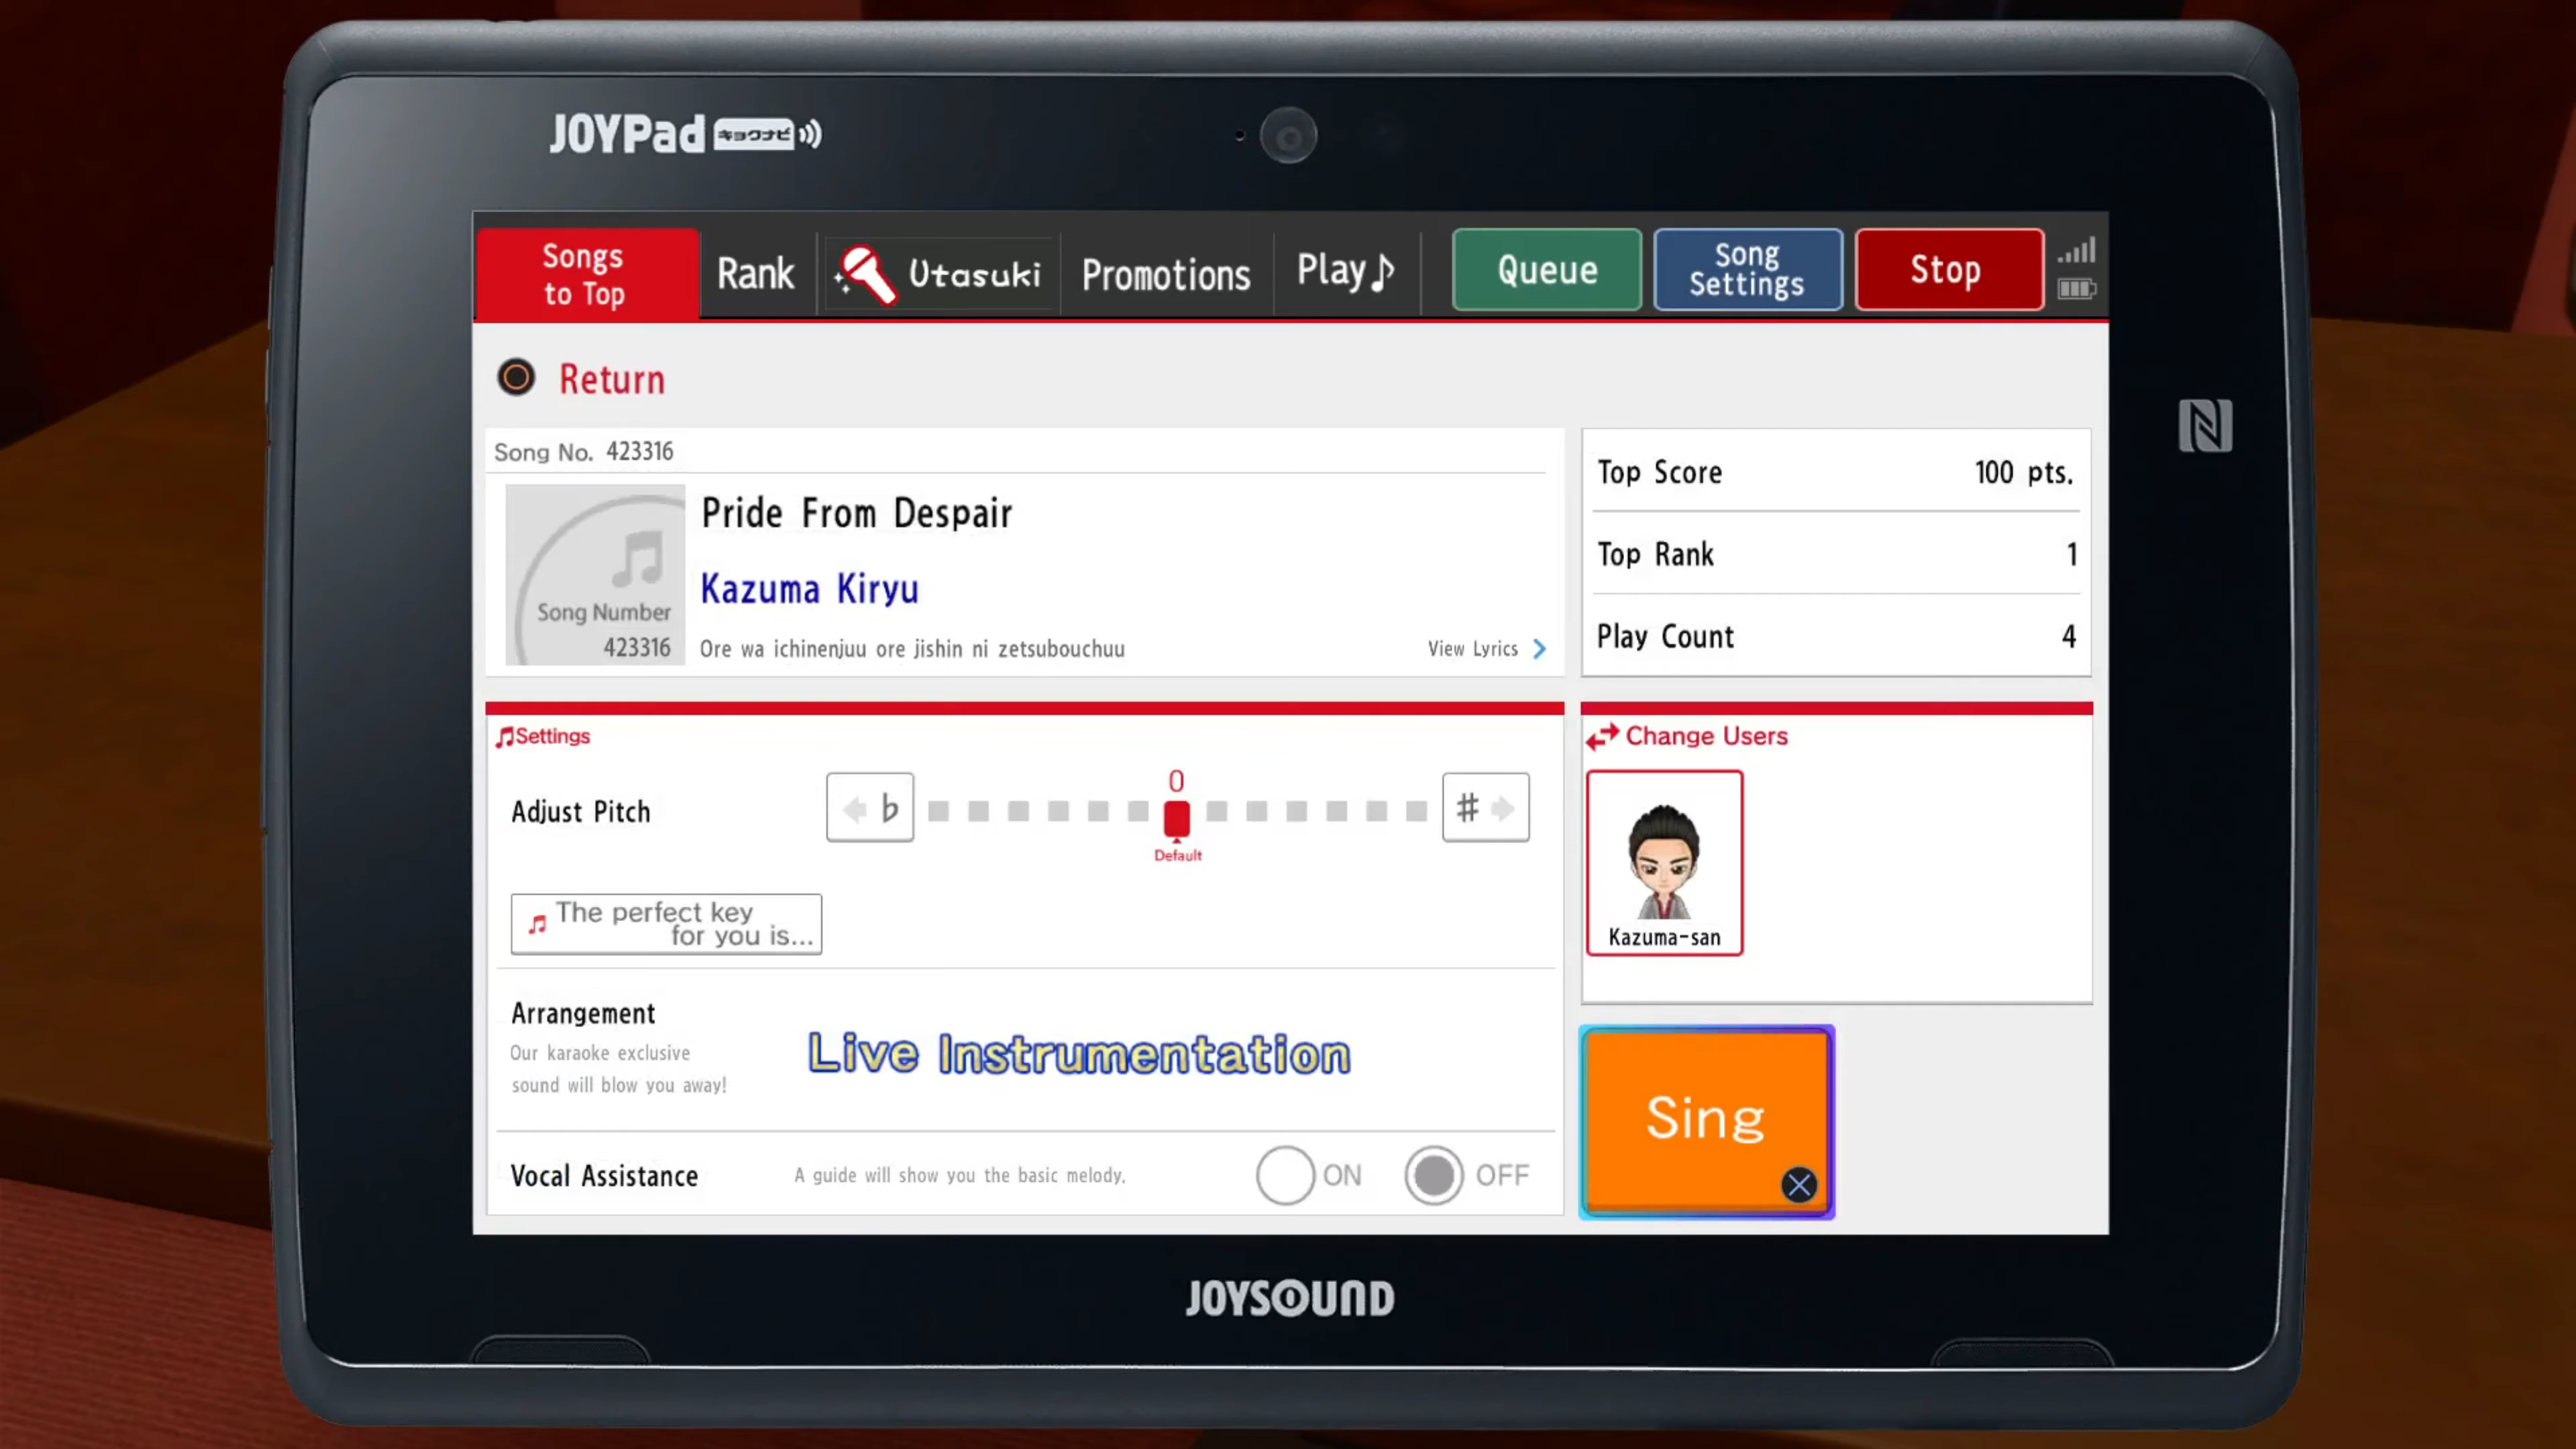 JOYPad キョクナビ
Songs
to Top
Rank
Utasuki
Promotions
Play♪
Queue
Song
Settings
Stop
Return
Song No. 423316
Song Number
423316
Pride From Despair
Kazuma Kiryu
Ore wa ichinenjuu ore jishin ni zetsubouchuu
View Lyrics
Top Score 100 pts.
Top Rank 1
Play Count 4
Settings
Adjust Pitch
♭
0
Default
♯
The perfect key
for you is...
Arrangement
Our karaoke exclusive
sound will blow you away!
Live Instrumentation
Vocal Assistance
A guide will show you the basic melody.
ON
OFF
Change Users
Kazuma-san
Sing
JOYSOUND